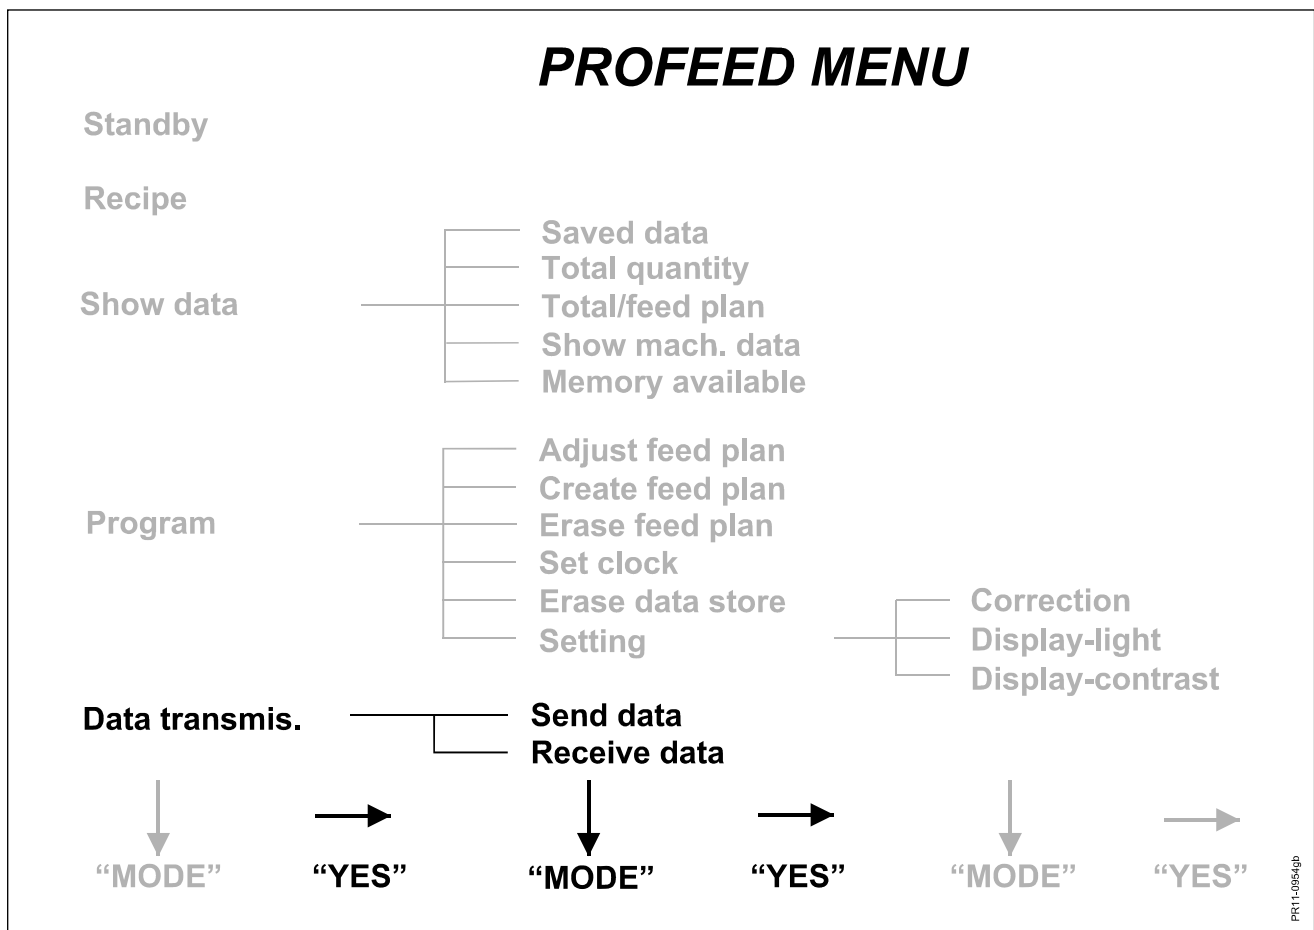 PROFEED MENU
Standby
Recipe
Show data
Saved data
Total quantity
Total/feed plan
Show mach. data
Memory available
Program
Adjust feed plan
Create feed plan
Erase feed plan
Set clock
Erase data store
Setting
Correction
Display-light
Display-contrast
Data transmis.
Send data
Receive data
“MODE” “YES” “MODE” “YES” “MODE” “YES”
PR11-0954gb